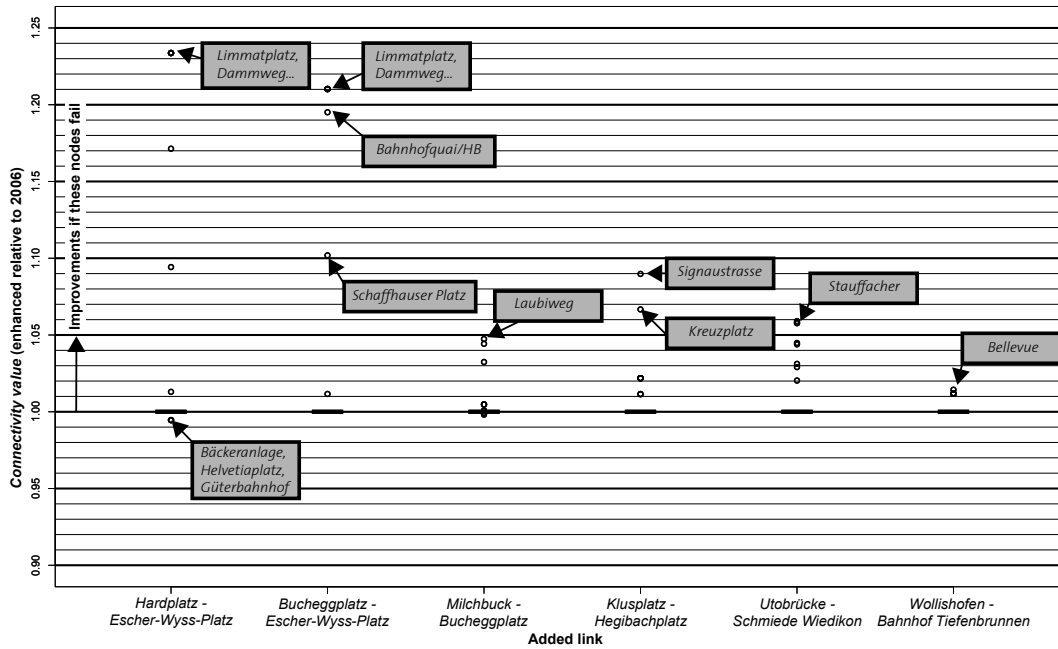 Connectivity value (enhanced relative to 2006)
1.25
1.20
1.15
1.10
1.05
1.00
0.95
0.90
Improvements if these nodes fail
Limmatplatz,
Dammweg...
Limmatplatz,
Dammweg...
Bahnhofquai/HB
Schaffhauser Platz
Laubiweg
Signaustrasse
Kreuzplatz
Stauffacher
Bellevue
Bäckeranlage,
Helvetiaplatz,
Güterbahnhof
Hardplatz -
Escher-Wyss-Platz
Bucheggplatz -
Escher-Wyss-Platz
Milchbuck -
Bucheggplatz
Klusplatz -
Hegibachplatz
Utobrücke -
Schmiede Wiedikon
Wollishofen -
Bahnhof Tiefenbrunnen
Added link